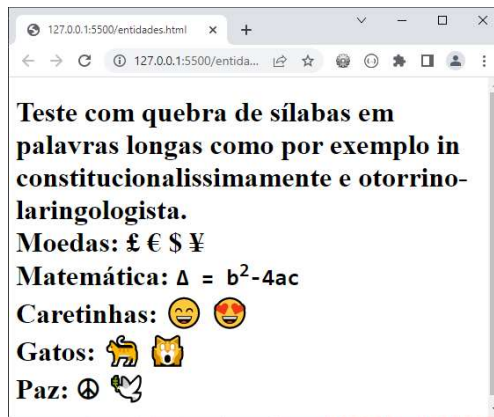 127.0.0.1:5500/entidades.html
127.0.0.1:5500/entida...
Teste com quebra de sílabas em
palavras longas como por exemplo in
constitucionalissimamente e otorrino-
laringologista.
Moedas: £ € $ ¥
Matemática: Δ = b²-4ac
Caretinhas: 😄 😍
Gatos: 🐈 🙀
Paz: ☮ 🕊